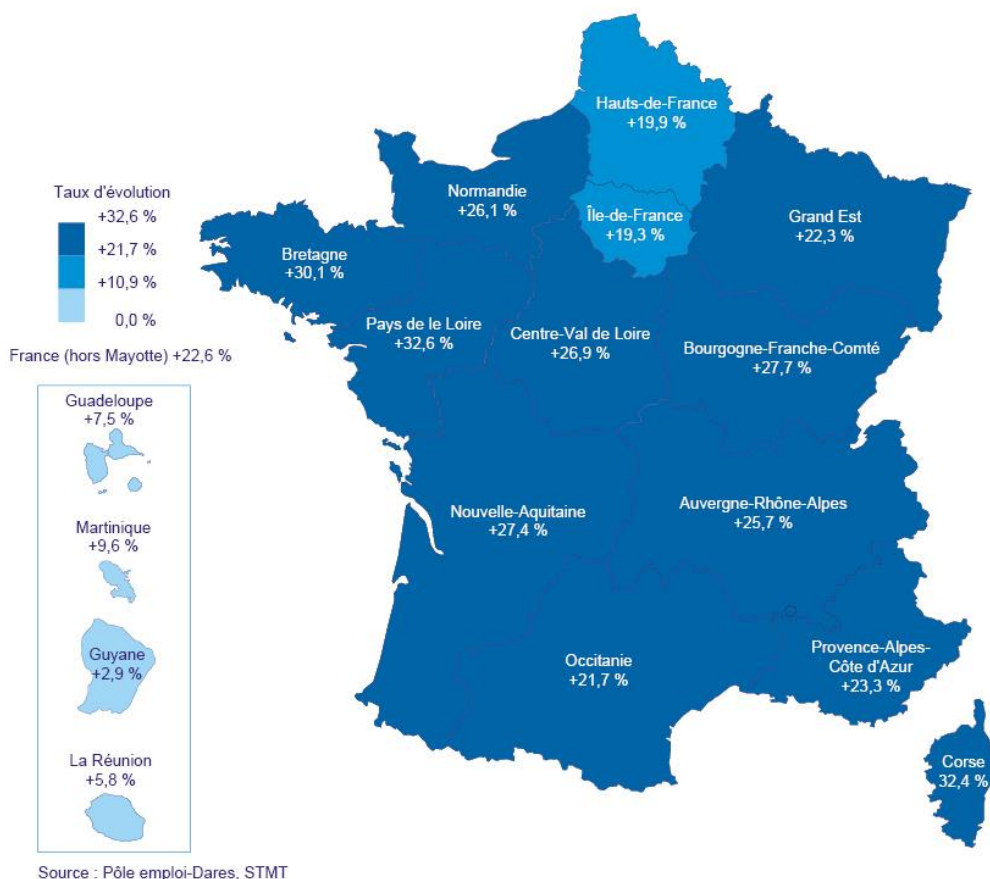 Hauts-de-France
+19,9 %
Normandie
+26,1 %
Île-de-France
+19,3 %
Grand Est
+22,3 %
Bretagne
+30,1 %
Pays de le Loire
+32,6 %
Centre-Val de Loire
+26,9 %
Bourgogne-Franche-Comté
+27,7 %
Nouvelle-Aquitaine
+27,4 %
Auvergne-Rhône-Alpes
+25,7 %
Occitanie
+21,7 %
Provence-Alpes-
Côte d'Azur
+23,3 %
Corse
32,4 %
Taux d'évolution
+32,6 %
+21,7 %
+10,9 %
0,0 %
France (hors Mayotte) +22,6 %
Guadeloupe
+7,5 %
Martinique
+9,6 %
Guyane
+2,9 %
La Réunion
+5,8 %
Source : Pôle emploi-Dares, STMT